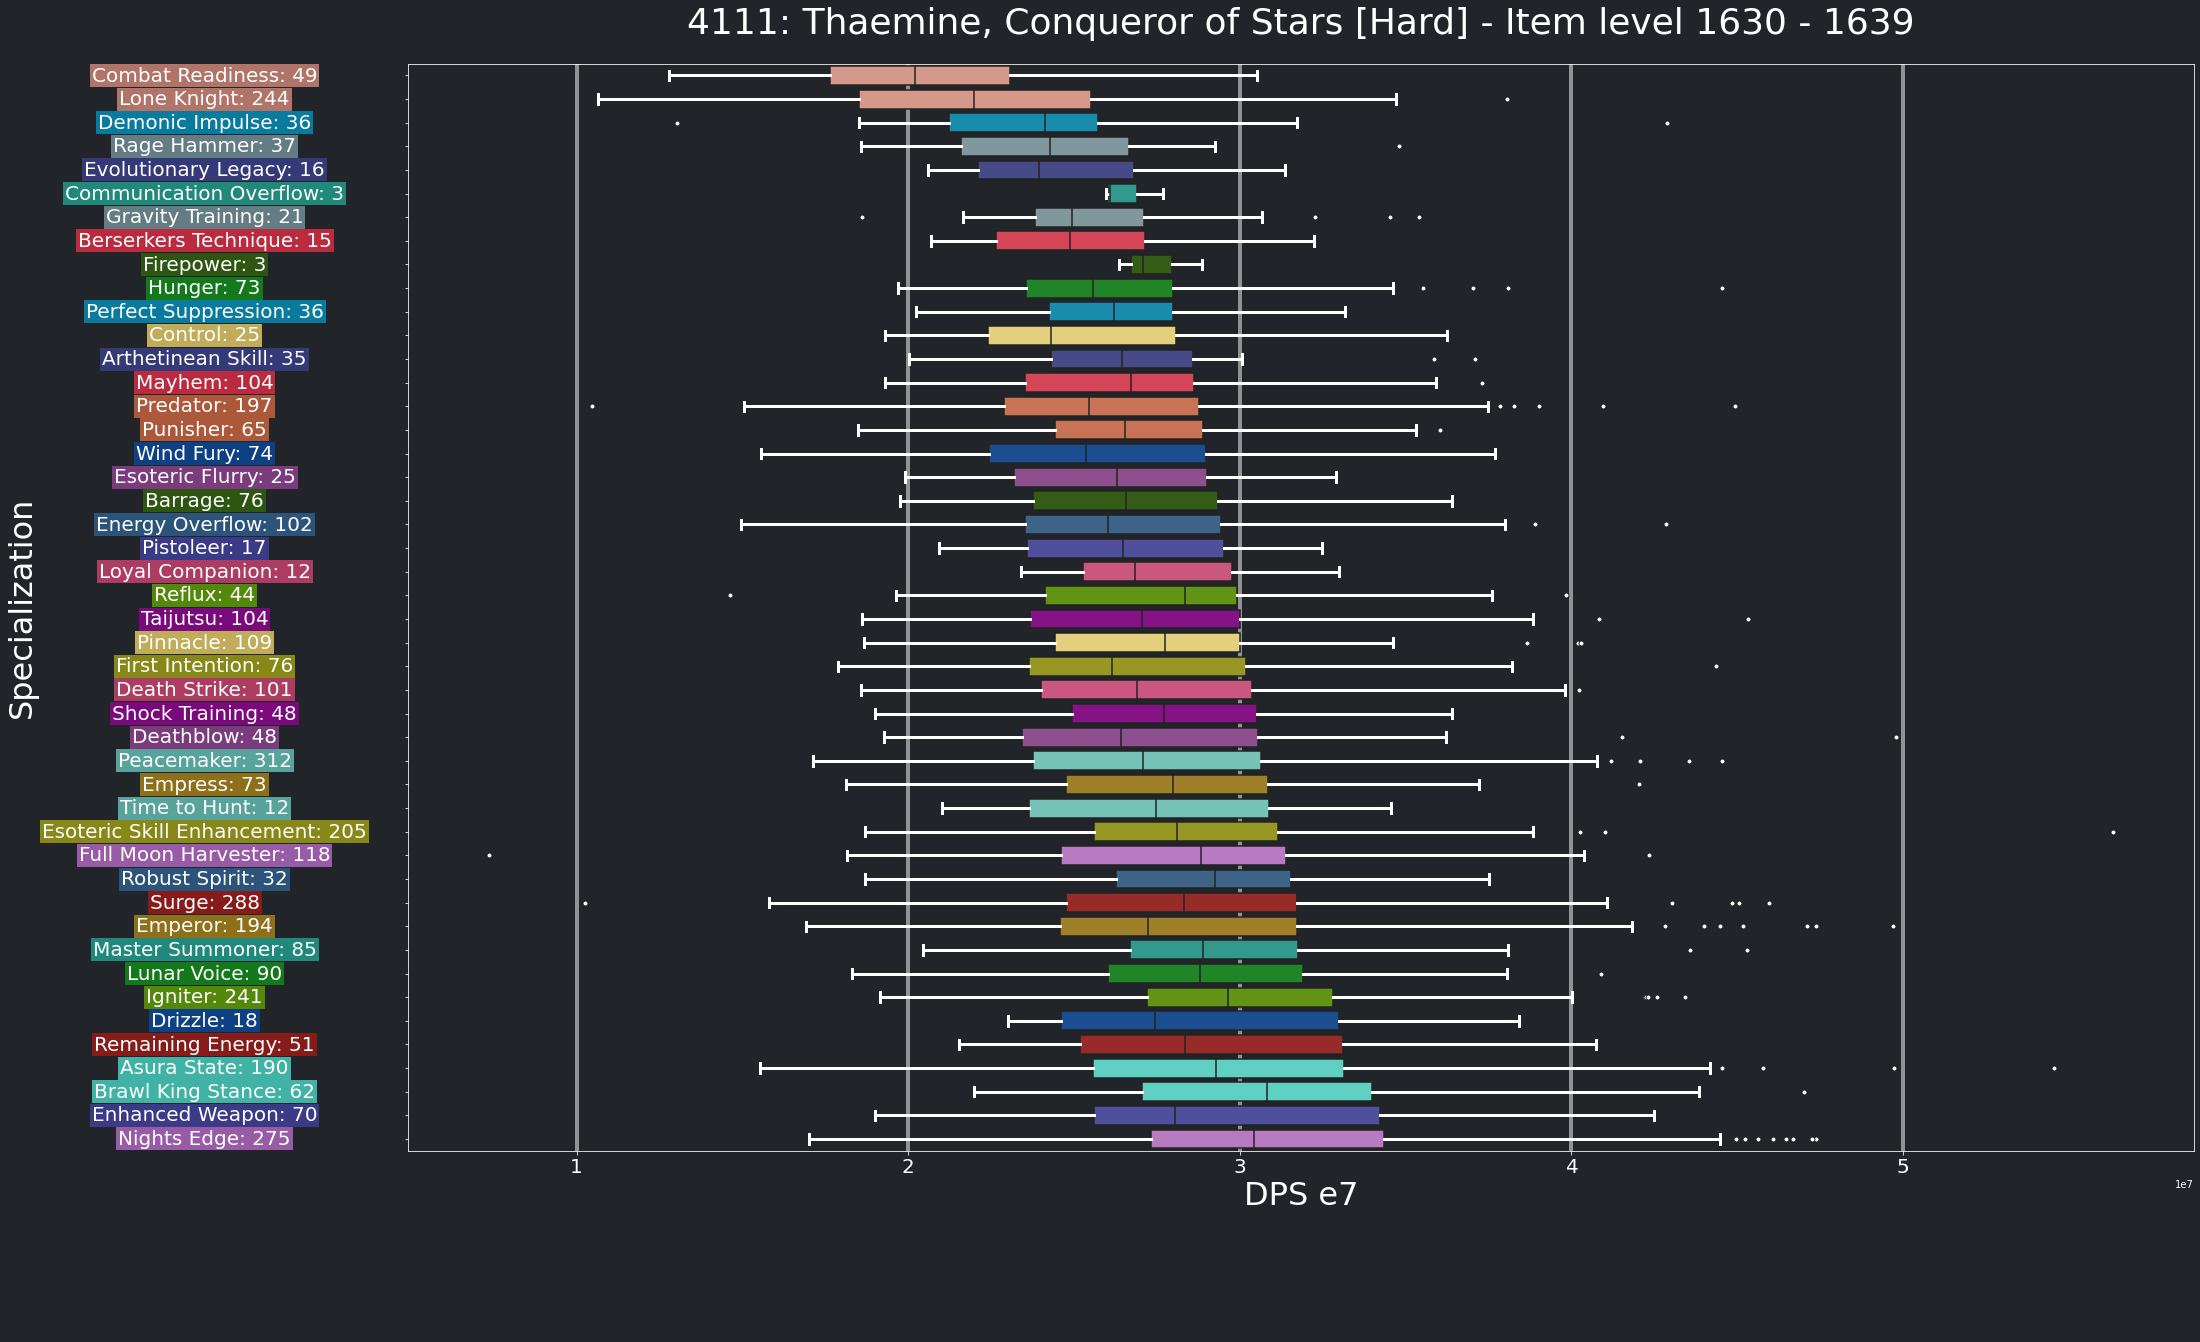 4111: Thaemine, Conqueror of Stars [Hard] - Item level 1630 - 1639
Specialization
Combat Readiness: 49
Lone Knight: 244
Demonic Impulse: 36
Rage Hammer: 37
Evolutionary Legacy: 16
Communication Overflow: 3
Gravity Training: 21
Berserkers Technique: 15
Firepower: 3
Hunger: 73
Perfect Suppression: 36
Control: 25
Arthetinean Skill: 35
Mayhem: 104
Predator: 197
Punisher: 65
Wind Fury: 74
Esoteric Flurry: 25
Barrage: 76
Energy Overflow: 102
Pistoleer: 17
Loyal Companion: 12
Reflux: 44
Taijutsu: 104
Pinnacle: 109
First Intention: 76
Death Strike: 101
Shock Training: 48
Deathblow: 48
Peacemaker: 312
Empress: 73
Time to Hunt: 12
Esoteric Skill Enhancement: 205
Full Moon Harvester: 118
Robust Spirit: 32
Surge: 288
Emperor: 194
Master Summoner: 85
Lunar Voice: 90
Igniter: 241
Drizzle: 18
Remaining Energy: 51
Asura State: 190
Brawl King Stance: 62
Enhanced Weapon: 70
Nights Edge: 275
1 2 3 4 5
DPS e7
1e7